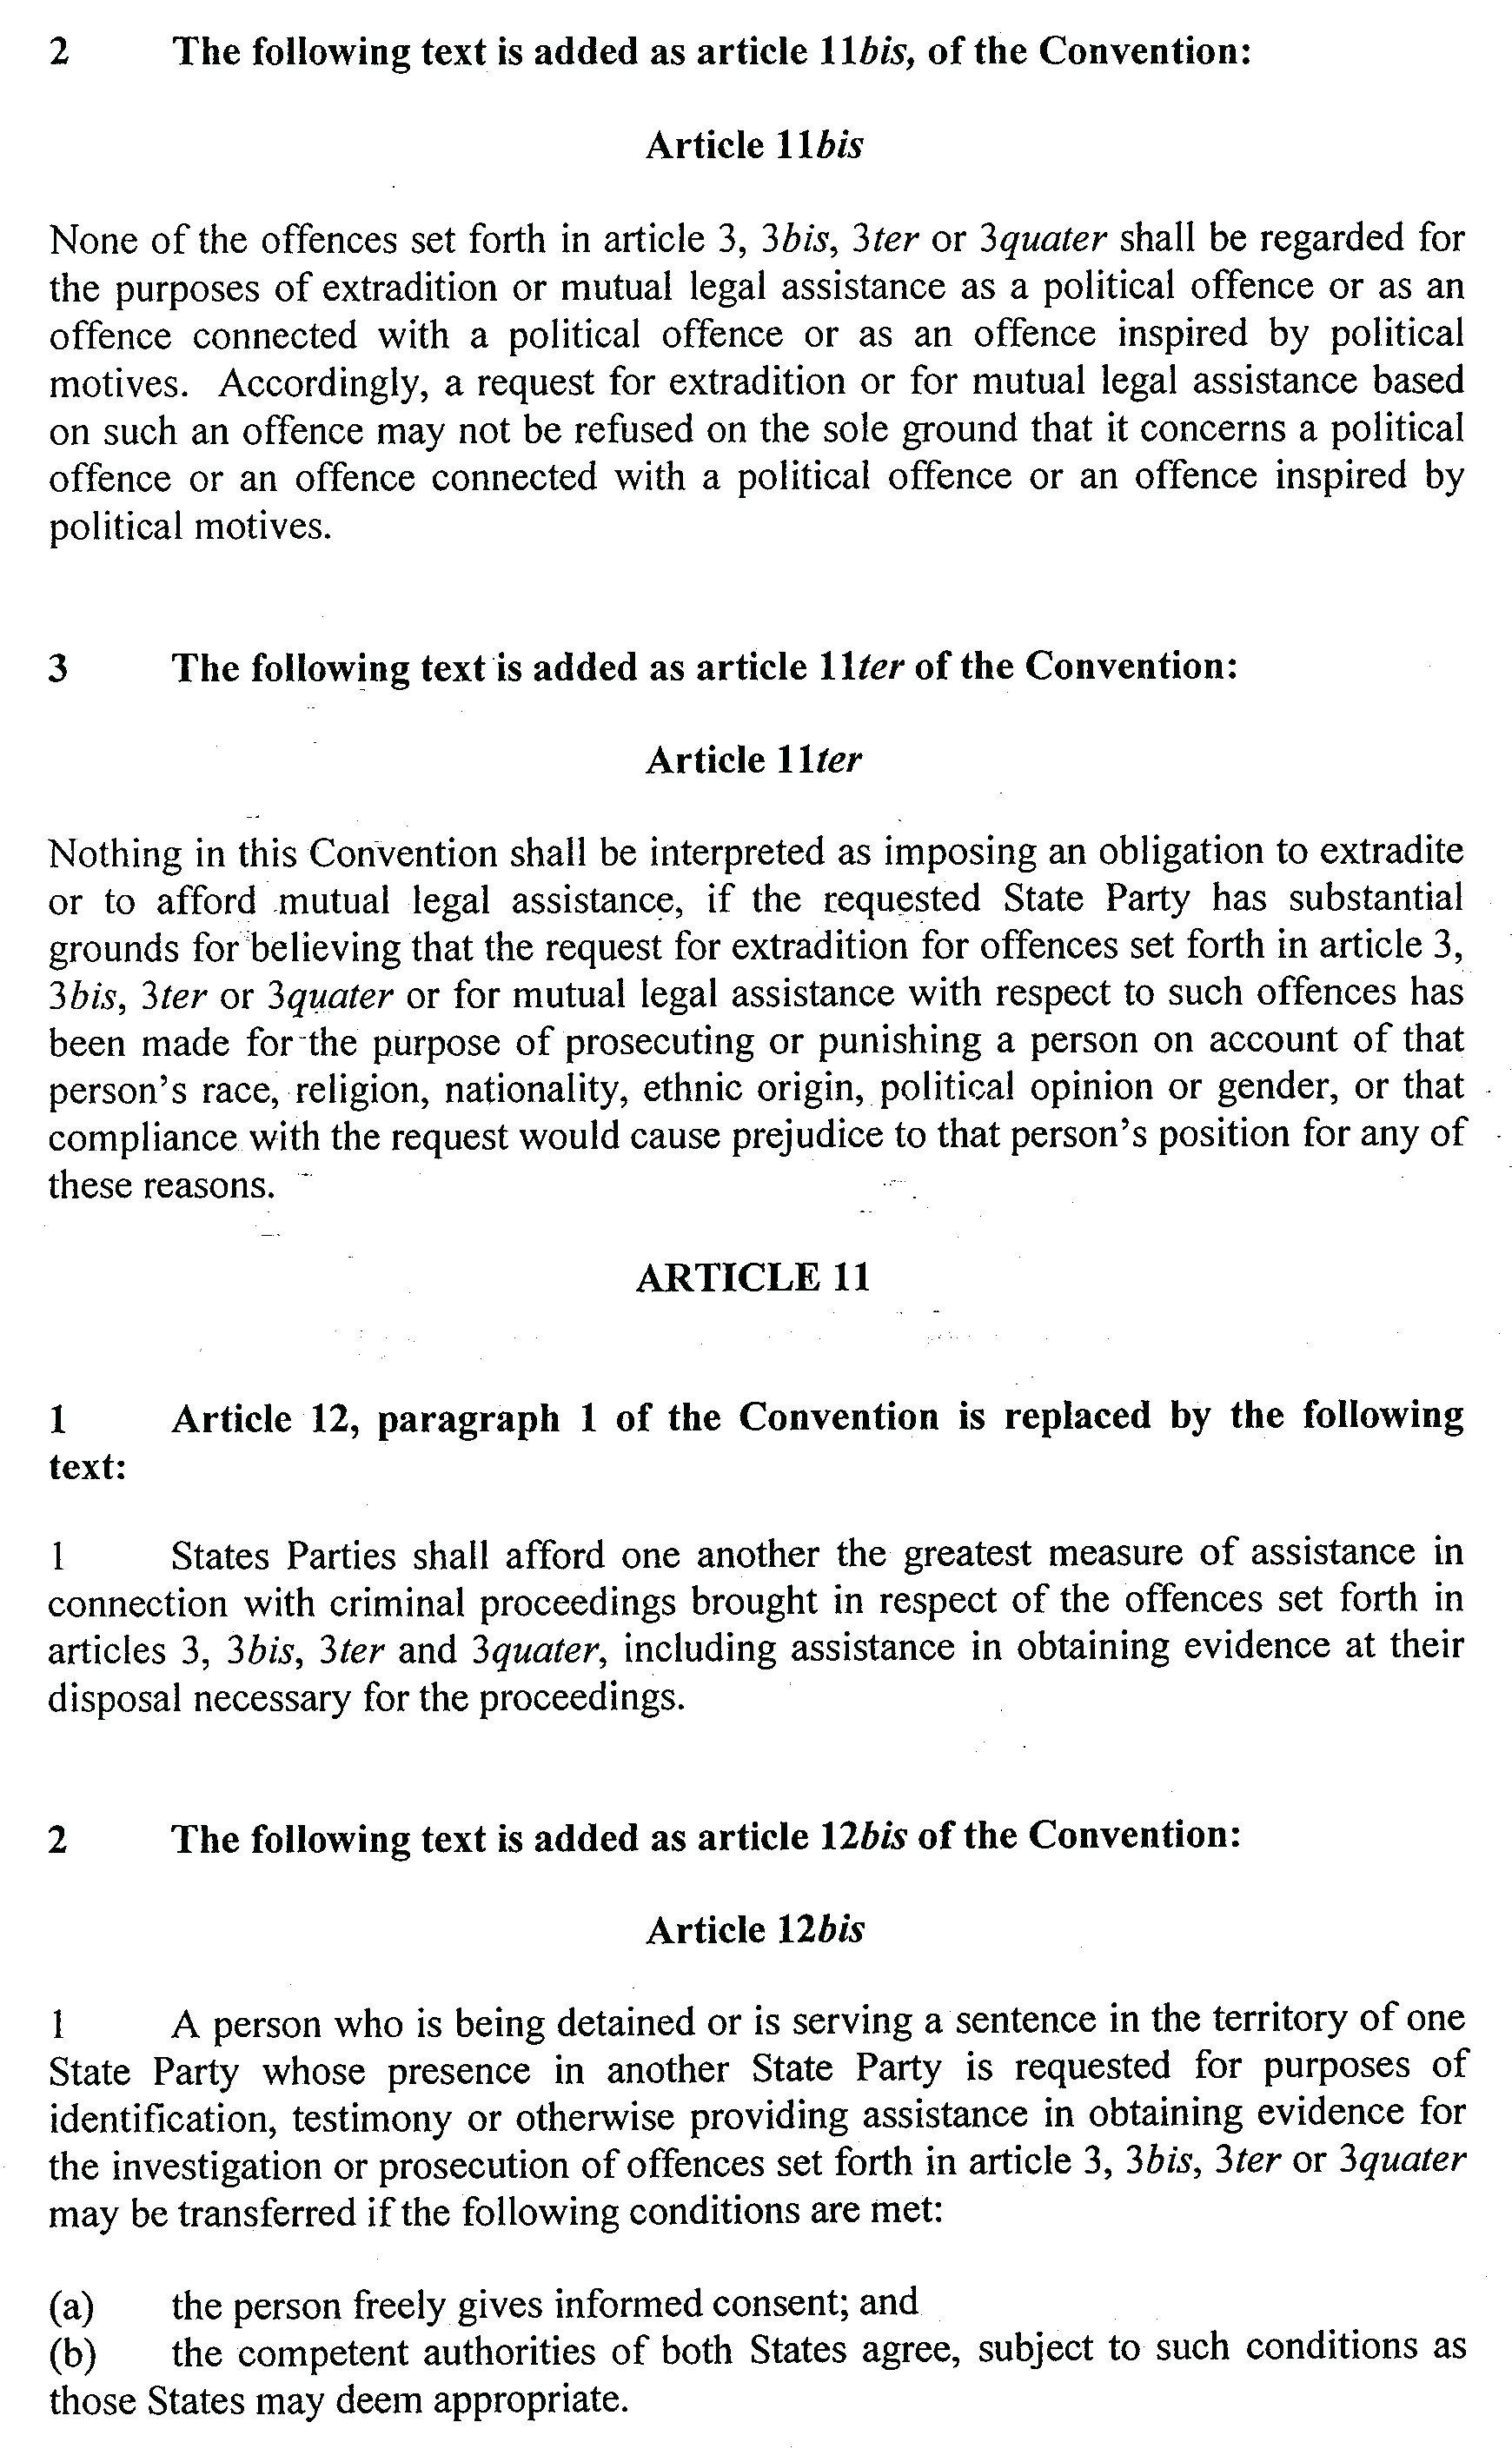 2 The following text is added as article 11bis, of the Convention:
Article 11bis
None of the offences set forth in article 3, 3bis, 3ter or 3quater shall be regarded for
the purposes of extradition or mutual legal assistance as a political offence or as an
offence connected with a political offence or as an offence inspired by political
motives. Accordingly, a request for extradition or for mutual legal assistance based
on such an offence may not be refused on the sole ground that it concerns a political
offence or an offence connected with a political offence or an offence inspired by
political motives.
3 The following text is added as article 11ter of the Convention:
Article 11ter
Nothing in this Convention shall be interpreted as imposing an obligation to extradite
or to afford mutual legal assistance, if the requested State Party has substantial
grounds for believing that the request for extradition for offences set forth in article 3,
3bis, 3ter or 3quater or for mutual legal assistance with respect to such offences has
been made for the purpose of prosecuting or punishing a person on account of that
person's race, religion, nationality, ethnic origin, political opinion or gender, or that
compliance with the request would cause prejudice to that person's position for any of
these reasons.
ARTICLE 11
1 Article 12, paragraph 1 of the Convention is replaced by the following
text:
1 States Parties shall afford one another the greatest measure of assistance in
connection with criminal proceedings brought in respect of the offences set forth in
articles 3, 3bis, 3ter and 3quater, including assistance in obtaining evidence at their
disposal necessary for the proceedings.
2 The following text is added as article 12bis of the Convention:
Article 12bis
1 A person who is being detained or is serving a sentence in the territory of one
State Party whose presence in another State Party is requested for purposes of
identification, testimony or otherwise providing assistance in obtaining evidence for
the investigation or prosecution of offences set forth in article 3, 3bis, 3ter or 3quater
may be transferred if the following conditions are met:
(a) the person freely gives informed consent; and
(b) the competent authorities of both States agree, subject to such conditions as
those States may deem appropriate.